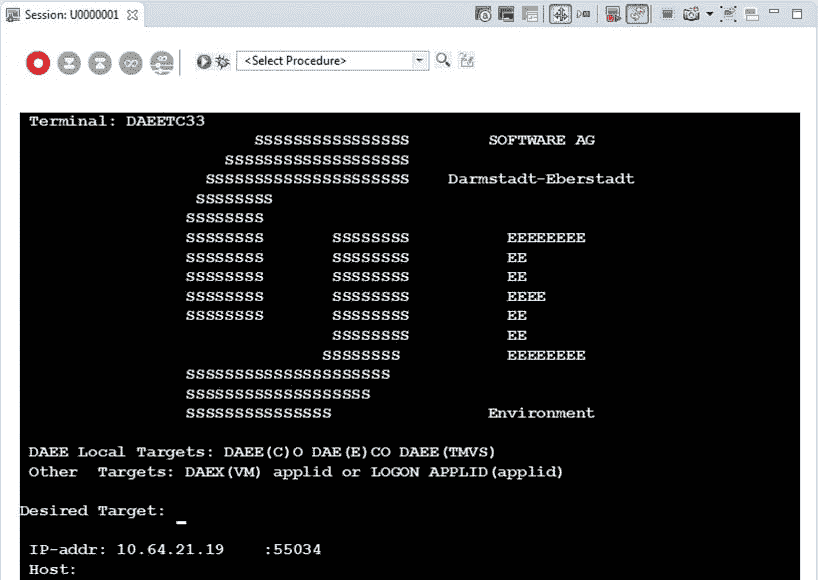 Session: U0000001
<Select Procedure>
Terminal: DAEETC33
SSSSSSSSSSSSSSSS SOFTWARE AG
SSSSSSSSSSSSSSSSSSS
SSSSSSSSSSSSSSSSSSSSS Darmstadt-Eberstadt
SSSSSSSS
SSSSSSSS
SSSSSSSS SSSSSSSS EEEEEEEE
SSSSSSSS SSSSSSSS EE
SSSSSSSS SSSSSSSS EE
SSSSSSSS SSSSSSSS EEEE
SSSSSSSS SSSSSSSS EE
SSSSSSSS EE
SSSSSSSS EEEEEEEE
SSSSSSSSSSSSSSSSSSSSS
SSSSSSSSSSSSSSSSSSS
SSSSSSSSSSSSSSS Environment
DAEE Local Targets: DAEE(C)O DAE(E)CO DAEE(TMVS)
Other Targets: DAEX(VM) applid or LOGON APPLID(applid)
Desired Target:
IP-addr: 10.64.21.19 :55034
Host: